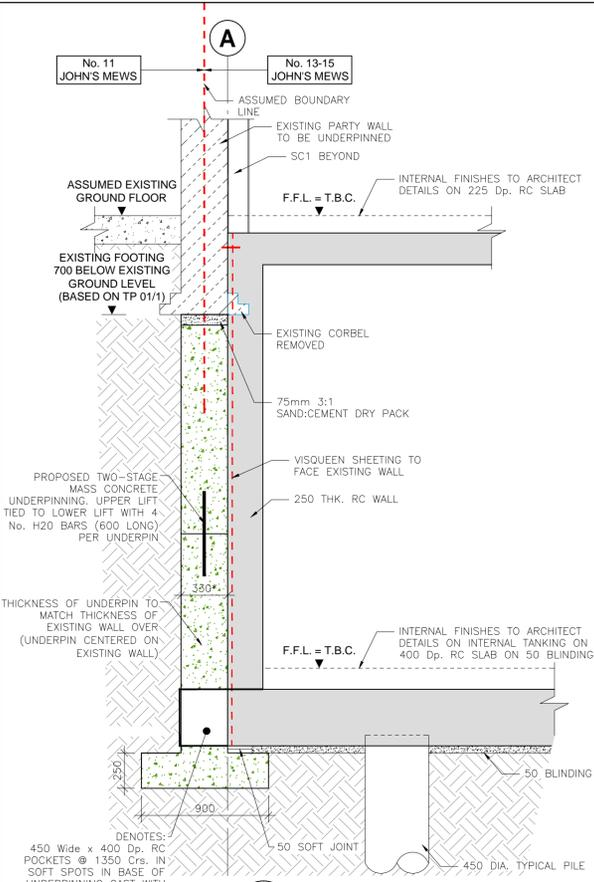 A
No. 11
JOHN'S MEWS
No. 13-15
JOHN'S MEWS
ASSUMED BOUNDARY
LINE
EXISTING PARTY WALL
TO BE UNDERPINNED
SC1 BEYOND
ASSUMED EXISTING
GROUND FLOOR
F.F.L. = T.B.C.
INTERNAL FINISHES TO ARCHITECT
DETAILS ON 225 Dp. RC SLAB
EXISTING FOOTING
700 BELOW EXISTING
GROUND LEVEL
(BASED ON TP 01/1)
EXISTING CORBEL
REMOVED
75mm 3:1
SAND:CEMENT DRY PACK
VISQUEEN SHEETING TO
FACE EXISTING WALL
PROPOSED TWO-STAGE
MASS CONCRETE
UNDERPINNING. UPPER LIFT
TIED TO LOWER LIFT WITH 4
No. H20 BARS (600 LONG)
PER UNDERPIN
250 THK. RC WALL
330*
THICKNESS OF UNDERPIN TO
MATCH THICKNESS OF
EXISTING WALL OVER
(UNDERPIN CENTERED ON
EXISTING WALL)
F.F.L. = T.B.C.
INTERNAL FINISHES TO ARCHITECT
DETAILS ON INTERNAL TANKING ON
400 Dp. RC SLAB ON 50 BLINDING
250
900
50 BLINDING
50 SOFT JOINT
DENOTES:
450 Wide x 400 Dp. RC
POCKETS @ 1350 Crs. IN
SOFT SPOTS IN BASE OF
UNDERPINNING CAST WITH
450 DIA. TYPICAL PILE